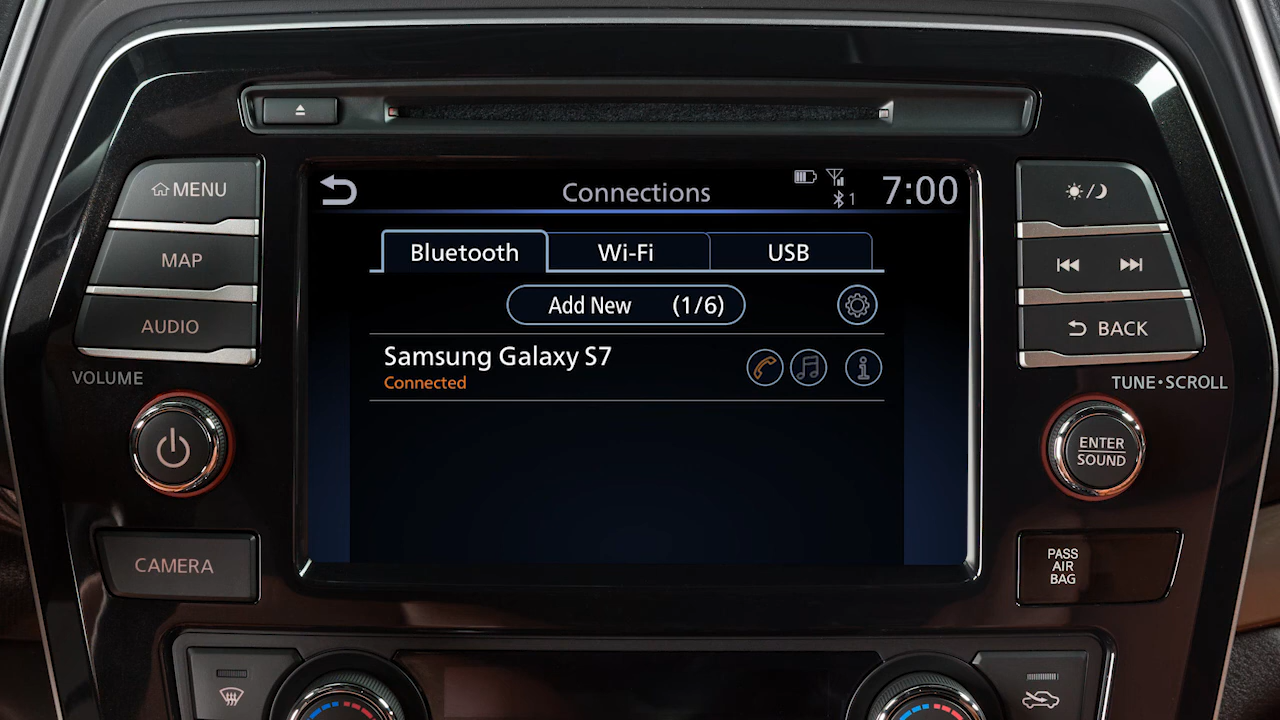 MENU
MAP
AUDIO
VOLUME
CAMERA
Connections
1
7:00
Bluetooth
Wi-Fi
USB
Add New (1/6)
Samsung Galaxy S7
Connected
BACK
TUNE•SCROLL
ENTER
SOUND
PASS
AIR
BAG